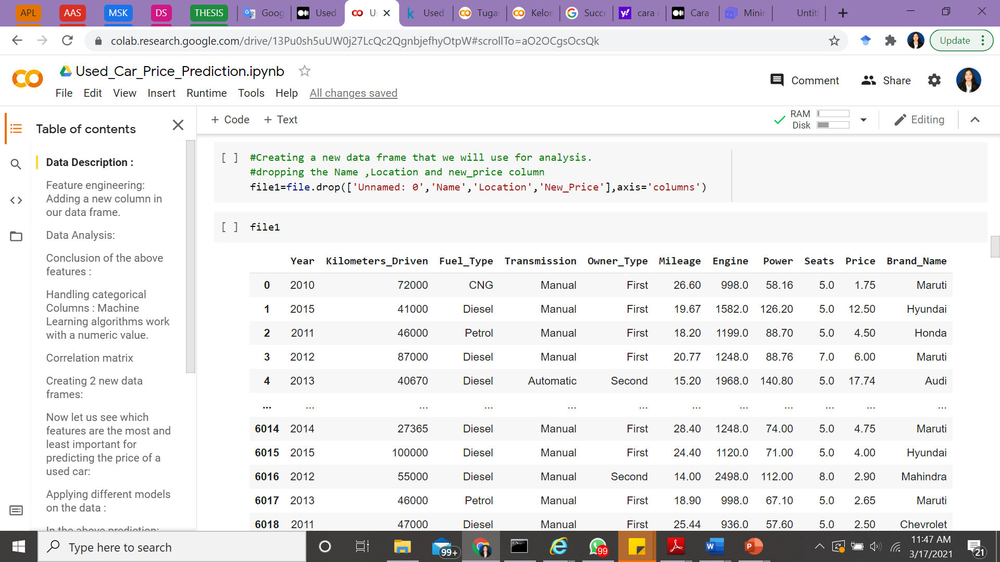 APL AAS MSK DS THESIS Goog Used U Used Tuga Kelon Succe cara Cara Minin Untit
colab.research.google.com/drive/13Pu0sh5uUW0j27LcQc2QgnbjefhyOtpW#scrollTo=aO2OCgsOcsQk Update
Used_Car_Price_Prediction.ipynb
Comment Share
File Edit View Insert Runtime Tools Help All changes saved
+ Code + Text RAM Disk Editing
Table of contents
Data Description :
Feature engineering:
Adding a new column in
our data frame.
Data Analysis:
Conclusion of the above
features :
Handling categorical
Columns : Machine
Learning algorithms work
with a numeric value.
Correlation matrix
Creating 2 new data
frames:
Now let us see which
features are the most and
least important for
predicting the price of a
used car:
Applying different models
on the data :
In the above prediction:
[ ] #Creating a new data frame that we will use for analysis.
#dropping the Name ,Location and new_price column
file1=file.drop(['Unnamed: 0','Name','Location','New_Price'],axis='columns')
[ ] file1
Year Kilometers_Driven Fuel_Type Transmission Owner_Type Mileage Engine Power Seats Price Brand_Name
0 2010 72000 CNG Manual First 26.60 998.0 58.16 5.0 1.75 Maruti
1 2015 41000 Diesel Manual First 19.67 1582.0 126.20 5.0 12.50 Hyundai
2 2011 46000 Petrol Manual First 18.20 1199.0 88.70 5.0 4.50 Honda
3 2012 87000 Diesel Manual First 20.77 1248.0 88.76 7.0 6.00 Maruti
4 2013 40670 Diesel Automatic Second 15.20 1968.0 140.80 5.0 17.74 Audi
... ... ... ... ... ... ... ... ... ... ... ...
6014 2014 27365 Diesel Manual First 28.40 1248.0 74.00 5.0 4.75 Maruti
6015 2015 100000 Diesel Manual First 24.40 1120.0 71.00 5.0 4.00 Hyundai
6016 2012 55000 Diesel Manual Second 14.00 2498.0 112.00 8.0 2.90 Mahindra
6017 2013 46000 Petrol Manual First 18.90 998.0 67.10 5.0 2.65 Maruti
6018 2011 47000 Diesel Manual First 25.44 936.0 57.60 5.0 2.50 Chevrolet
Type here to search 99+ 99 11:47 AM
3/17/2021 21